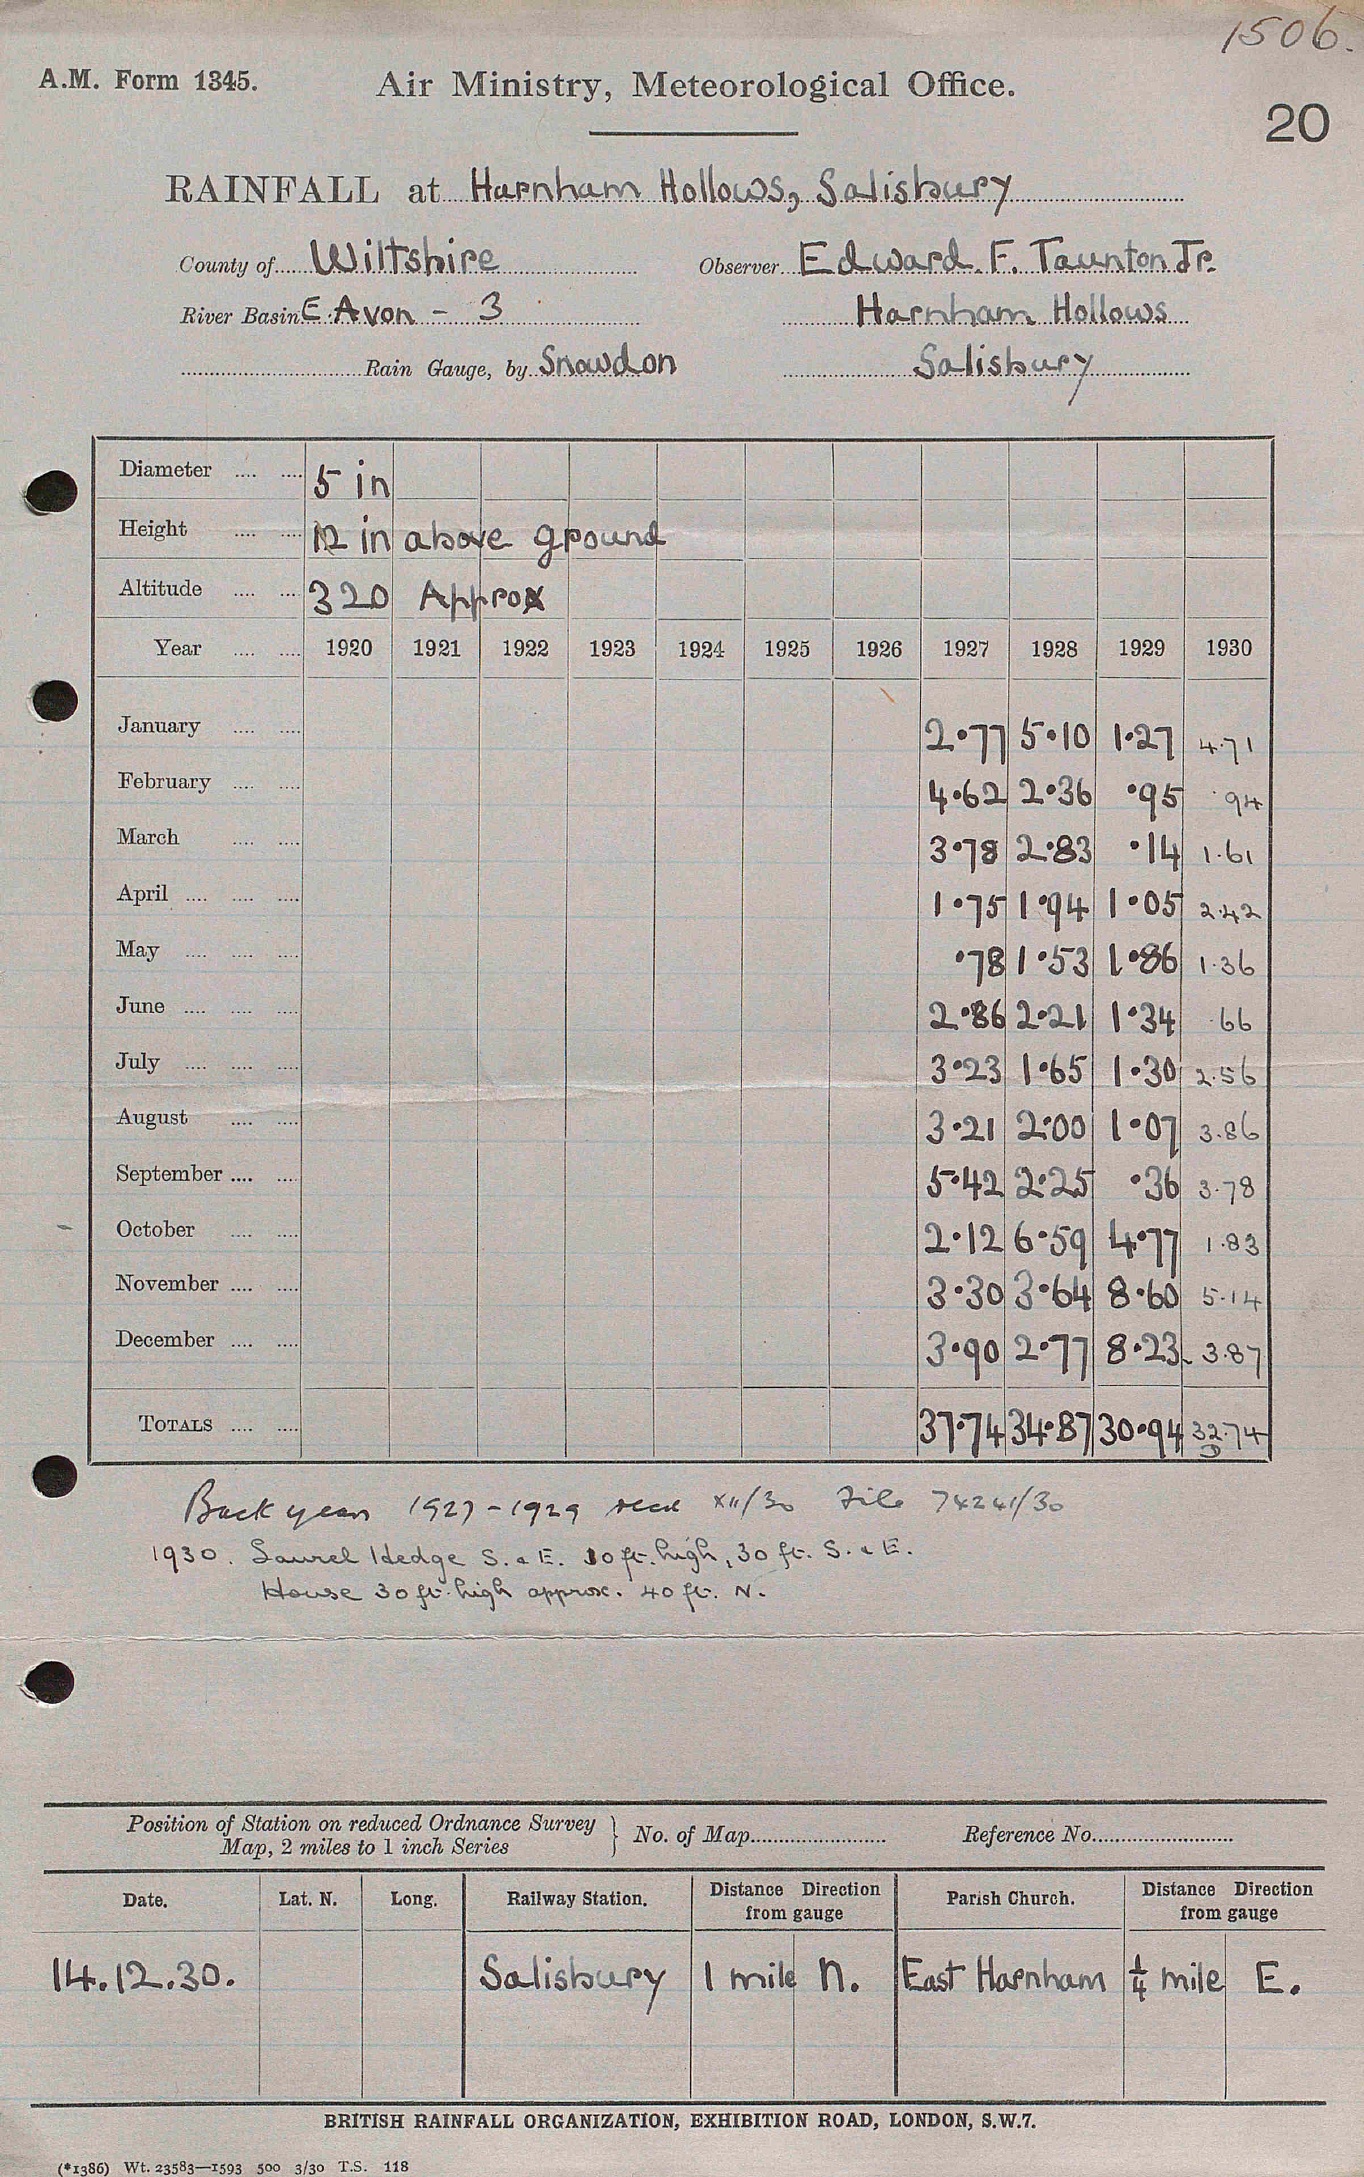 1506.
A.M. Form 1345. Air Ministry, Meteorological Office.
20
RAINFALL at Harnham Hollows, Salisbury
County of Wiltshire Observer Edward F. Taunton Jr.
River Basin E. Avon - 3 Harnham Hollows
Rain Gauge, by Snowdon Salisbury
Diameter 5 in
Height 12 in above ground
Altitude 320 Approx
Year 1920 1921 1922 1923 1924 1925 1926 1927 1928 1929 1930
January 2.77 5.10 1.27 4.71
February 4.62 2.36 .95 .94
March 3.78 2.83 .14 1.61
April 1.75 1.94 1.05 2.42
May .78 1.53 1.86 1.36
June 2.86 2.21 1.34 .66
July 3.23 1.65 1.30 2.56
August 3.21 2.00 1.07 3.86
September 5.42 2.25 .36 3.78
October 2.12 6.59 4.77 1.83
November 3.30 3.64 8.60 5.14
December 3.90 2.77 8.23 3.87
TOTALS 37.74 34.87 30.94 32.74
Back years 1927-1929 recd XII/30 File 74241/30
1930. Laurel Hedge S. & E. 10 ft. high, 30 ft. S. & E.
House 30 ft. high approx. 40 ft. N.
Position of Station on reduced Ordnance Survey
Map, 2 miles to 1 inch Series } No. of Map Reference No.
Date. Lat. N. Long. Railway Station. Distance Direction from gauge Parish Church. Distance Direction from gauge
14.12.30. Salisbury 1 mile N. East Harnham ¼ mile E.
BRITISH RAINFALL ORGANIZATION, EXHIBITION ROAD, LONDON, S.W.7.
(*1386) Wt. 23583—1593 500 3/30 T.S. 118